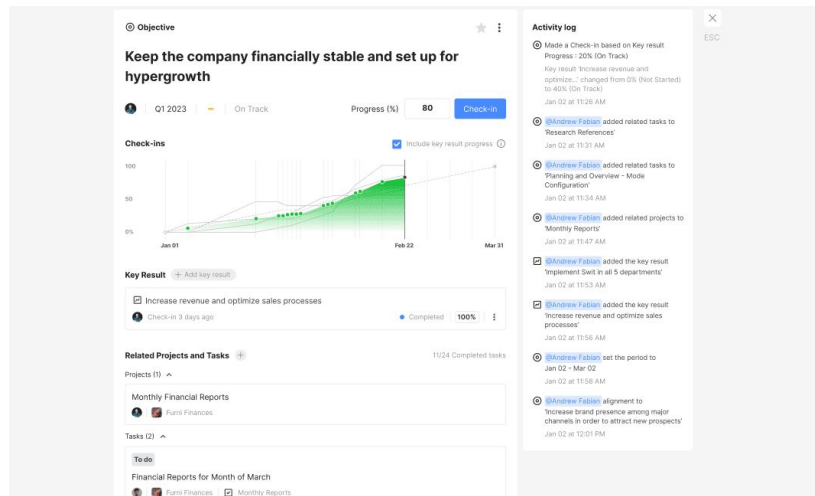 Objective
Keep the company financially stable and set up for
hypergrowth
Q1 2023
On Track
Progress (%)
80
Check-in
Check-ins
Include key result progress
100
50
0%
Jan 01
Feb 22
Mar 31
Key Result
+ Add key result
Increase revenue and optimize sales processes
Check-in 3 days ago
Completed
100%
Related Projects and Tasks
11/24 Completed tasks
Projects (1)
Monthly Financial Reports
Furni Finances
Tasks (2)
To do
Financial Reports for Month of March
Furni Finances
Monthly Reports
Activity log
Made a Check-in based on Key result
Progress : 20% (On Track)
Key result 'Increase revenue and
optimize...' changed from 0% (Not Started)
to 40% (On Track)
Jan 02 at 11:28 AM
@Andrew Fabian added related tasks to
'Research References'
Jan 02 at 11:31 AM
@Andrew Fabian added related tasks to
'Planning and Overview - Mode
Configuration'
Jan 02 at 11:34 AM
@Andrew Fabian added related projects to
'Monthly Reports'
Jan 02 at 11:47 AM
@Andrew Fabian added the key result
'Implement Swit in all 5 departments'
Jan 02 at 11:53 AM
@Andrew Fabian added the key result
'Increase revenue and optimize sales
processes'
Jan 02 at 11:56 AM
@Andrew Fabian set the period to
Jan 02 - Mar 02
Jan 02 at 11:58 AM
@Andrew Fabian alignment to
'Increase brand presence among major
channels in order to attract new prospects'
Jan 02 at 12:01 PM
ESC